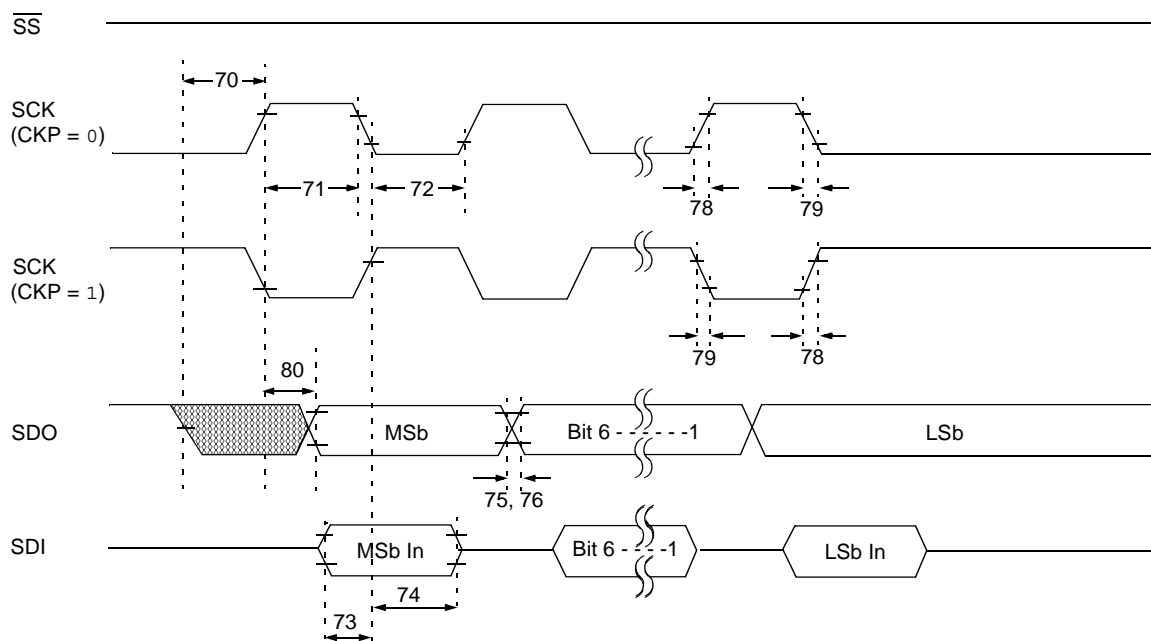 SS
70
SCK
(CKP = 0)
71
72
78
79
SCK
(CKP = 1)
79
78
80
SDO
MSb
Bit 6 - - - - - - -1
LSb
75, 76
SDI
MSb In
Bit 6 - - - - -1
LSb In
74
73